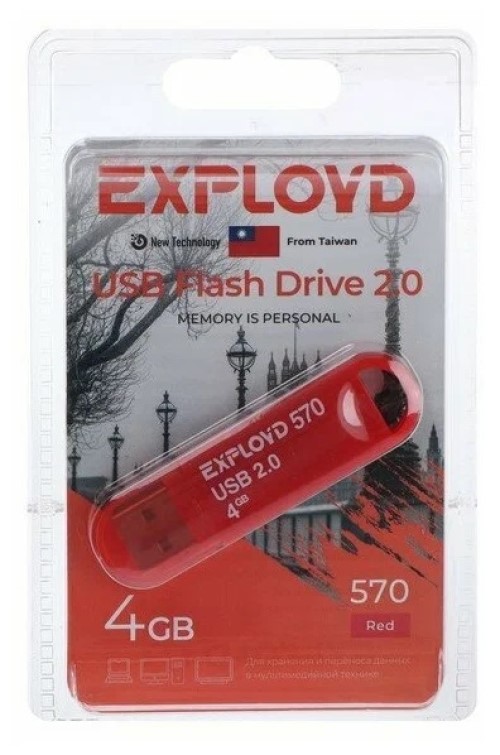 EXPLOYD
New Technology From Taiwan
USB Flash Drive 2.0
MEMORY IS PERSONAL
EXPLOYD 570
USB 2.0
4GB
570
4GB
Red
Для хранения и переноса данных
в мультимедийной технике